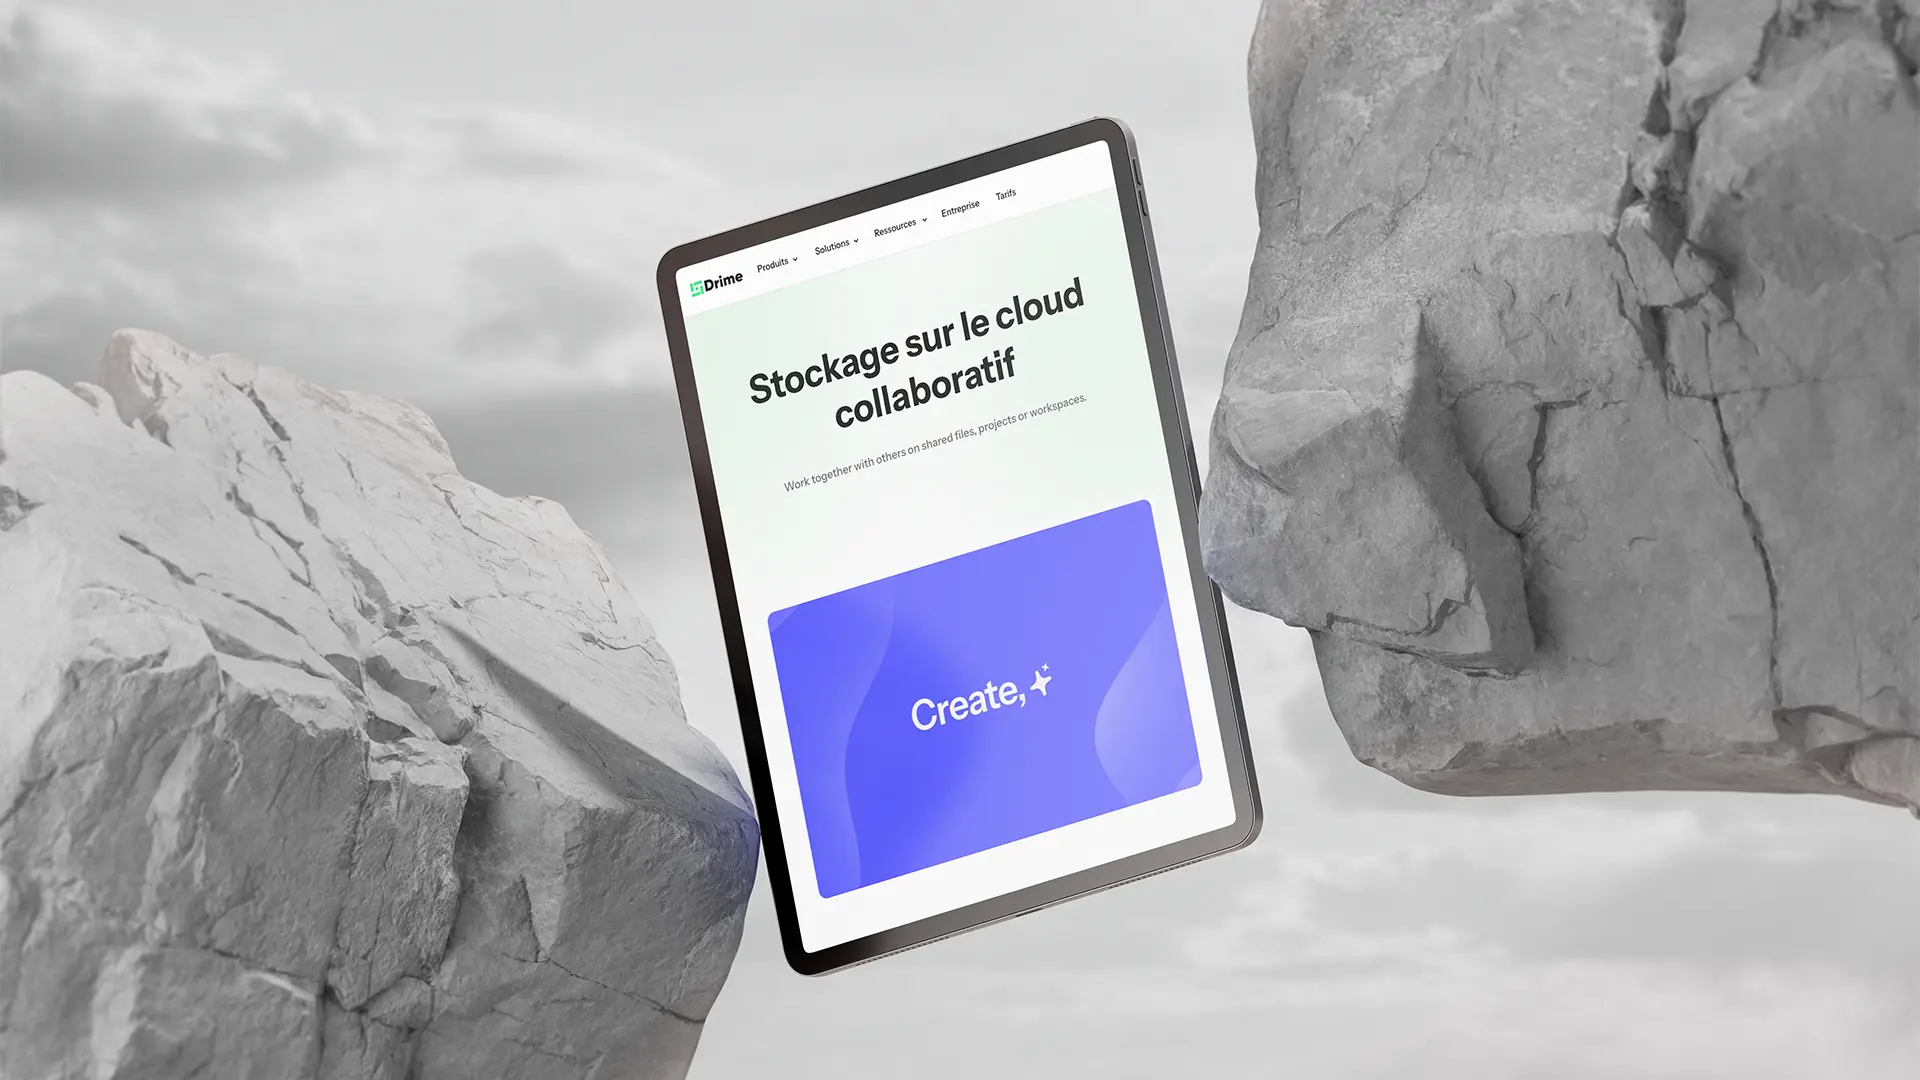 Drime Produits Solutions Ressources Entreprise Tarifs
Stockage sur le cloud
collaboratif
Work together with others on shared files, projects or workspaces.
Create,